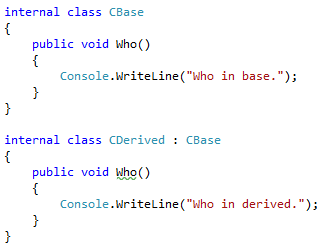 internal class CBase
{
    public void Who()
    {
        Console.WriteLine("Who in base.");
    }
}
internal class CDerived : CBase
{
    public void Who()
    {
        Console.WriteLine("Who in derived.");
    }
}